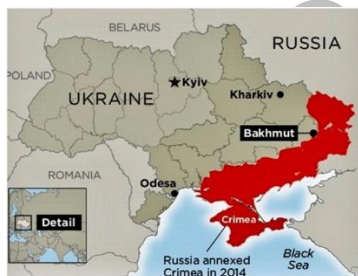 BELARUS
RUSSIA
POLAND
Kyiv
UKRAINE
Kharkiv
Bakhmut
ROMANIA
Odesa
Detail
Crimea
Russia annexed
Crimea in 2014
Black
Sea